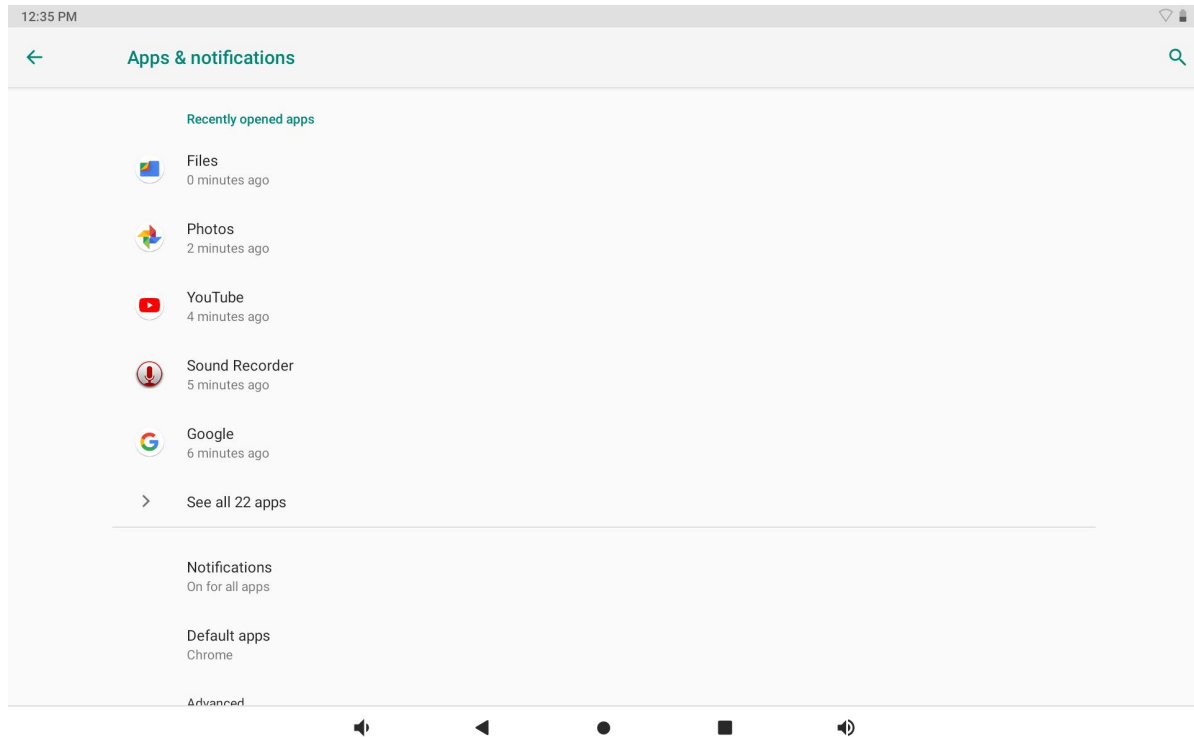 12:35 PM
Apps & notifications
Recently opened apps
Files
0 minutes ago
Photos
2 minutes ago
YouTube
4 minutes ago
Sound Recorder
5 minutes ago
Google
6 minutes ago
See all 22 apps
Notifications
On for all apps
Default apps
Chrome
Advanced